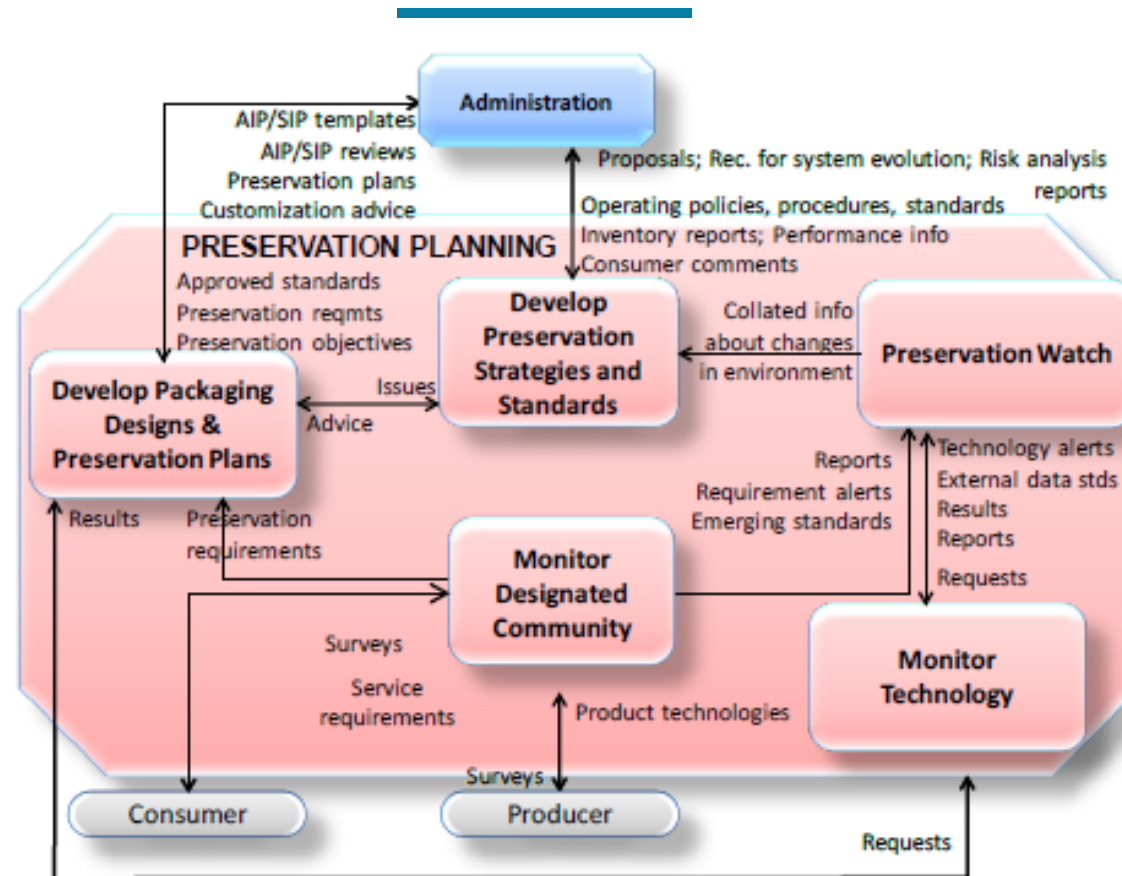 Administration
AIP/SIP templates
AIP/SIP reviews
Preservation plans
Customization advice
Proposals; Rec. for system evolution; Risk analysis
reports
Operating policies, procedures, standards
Inventory reports; Performance info
Consumer comments
PRESERVATION PLANNING
Approved standards
Preservation reqmts
Preservation objectives
Develop
Preservation
Strategies and
Standards
Collated info
about changes
in environment
Preservation Watch
Develop Packaging
Designs &
Preservation Plans
Issues
Advice
Reports
Requirement alerts
Emerging standards
Technology alerts
External data stds
Results
Reports
Requests
Results
Preservation
requirements
Monitor
Designated
Community
Surveys
Service
requirements
Product technologies
Monitor
Technology
Surveys
Consumer
Producer
Requests